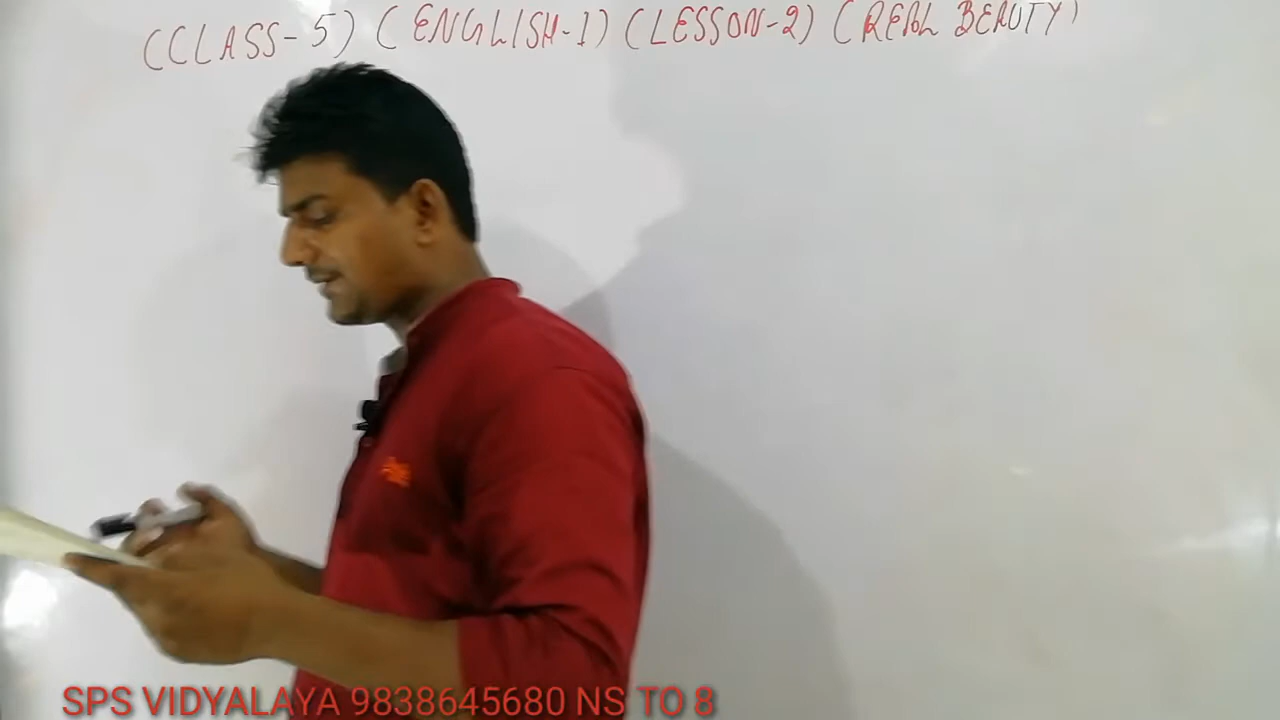 (CLASS-5) (ENGLISH-1) (LESSON-2) (REAL BEAUTY)
SPS VIDYALAYA 9838645680 NS TO 8